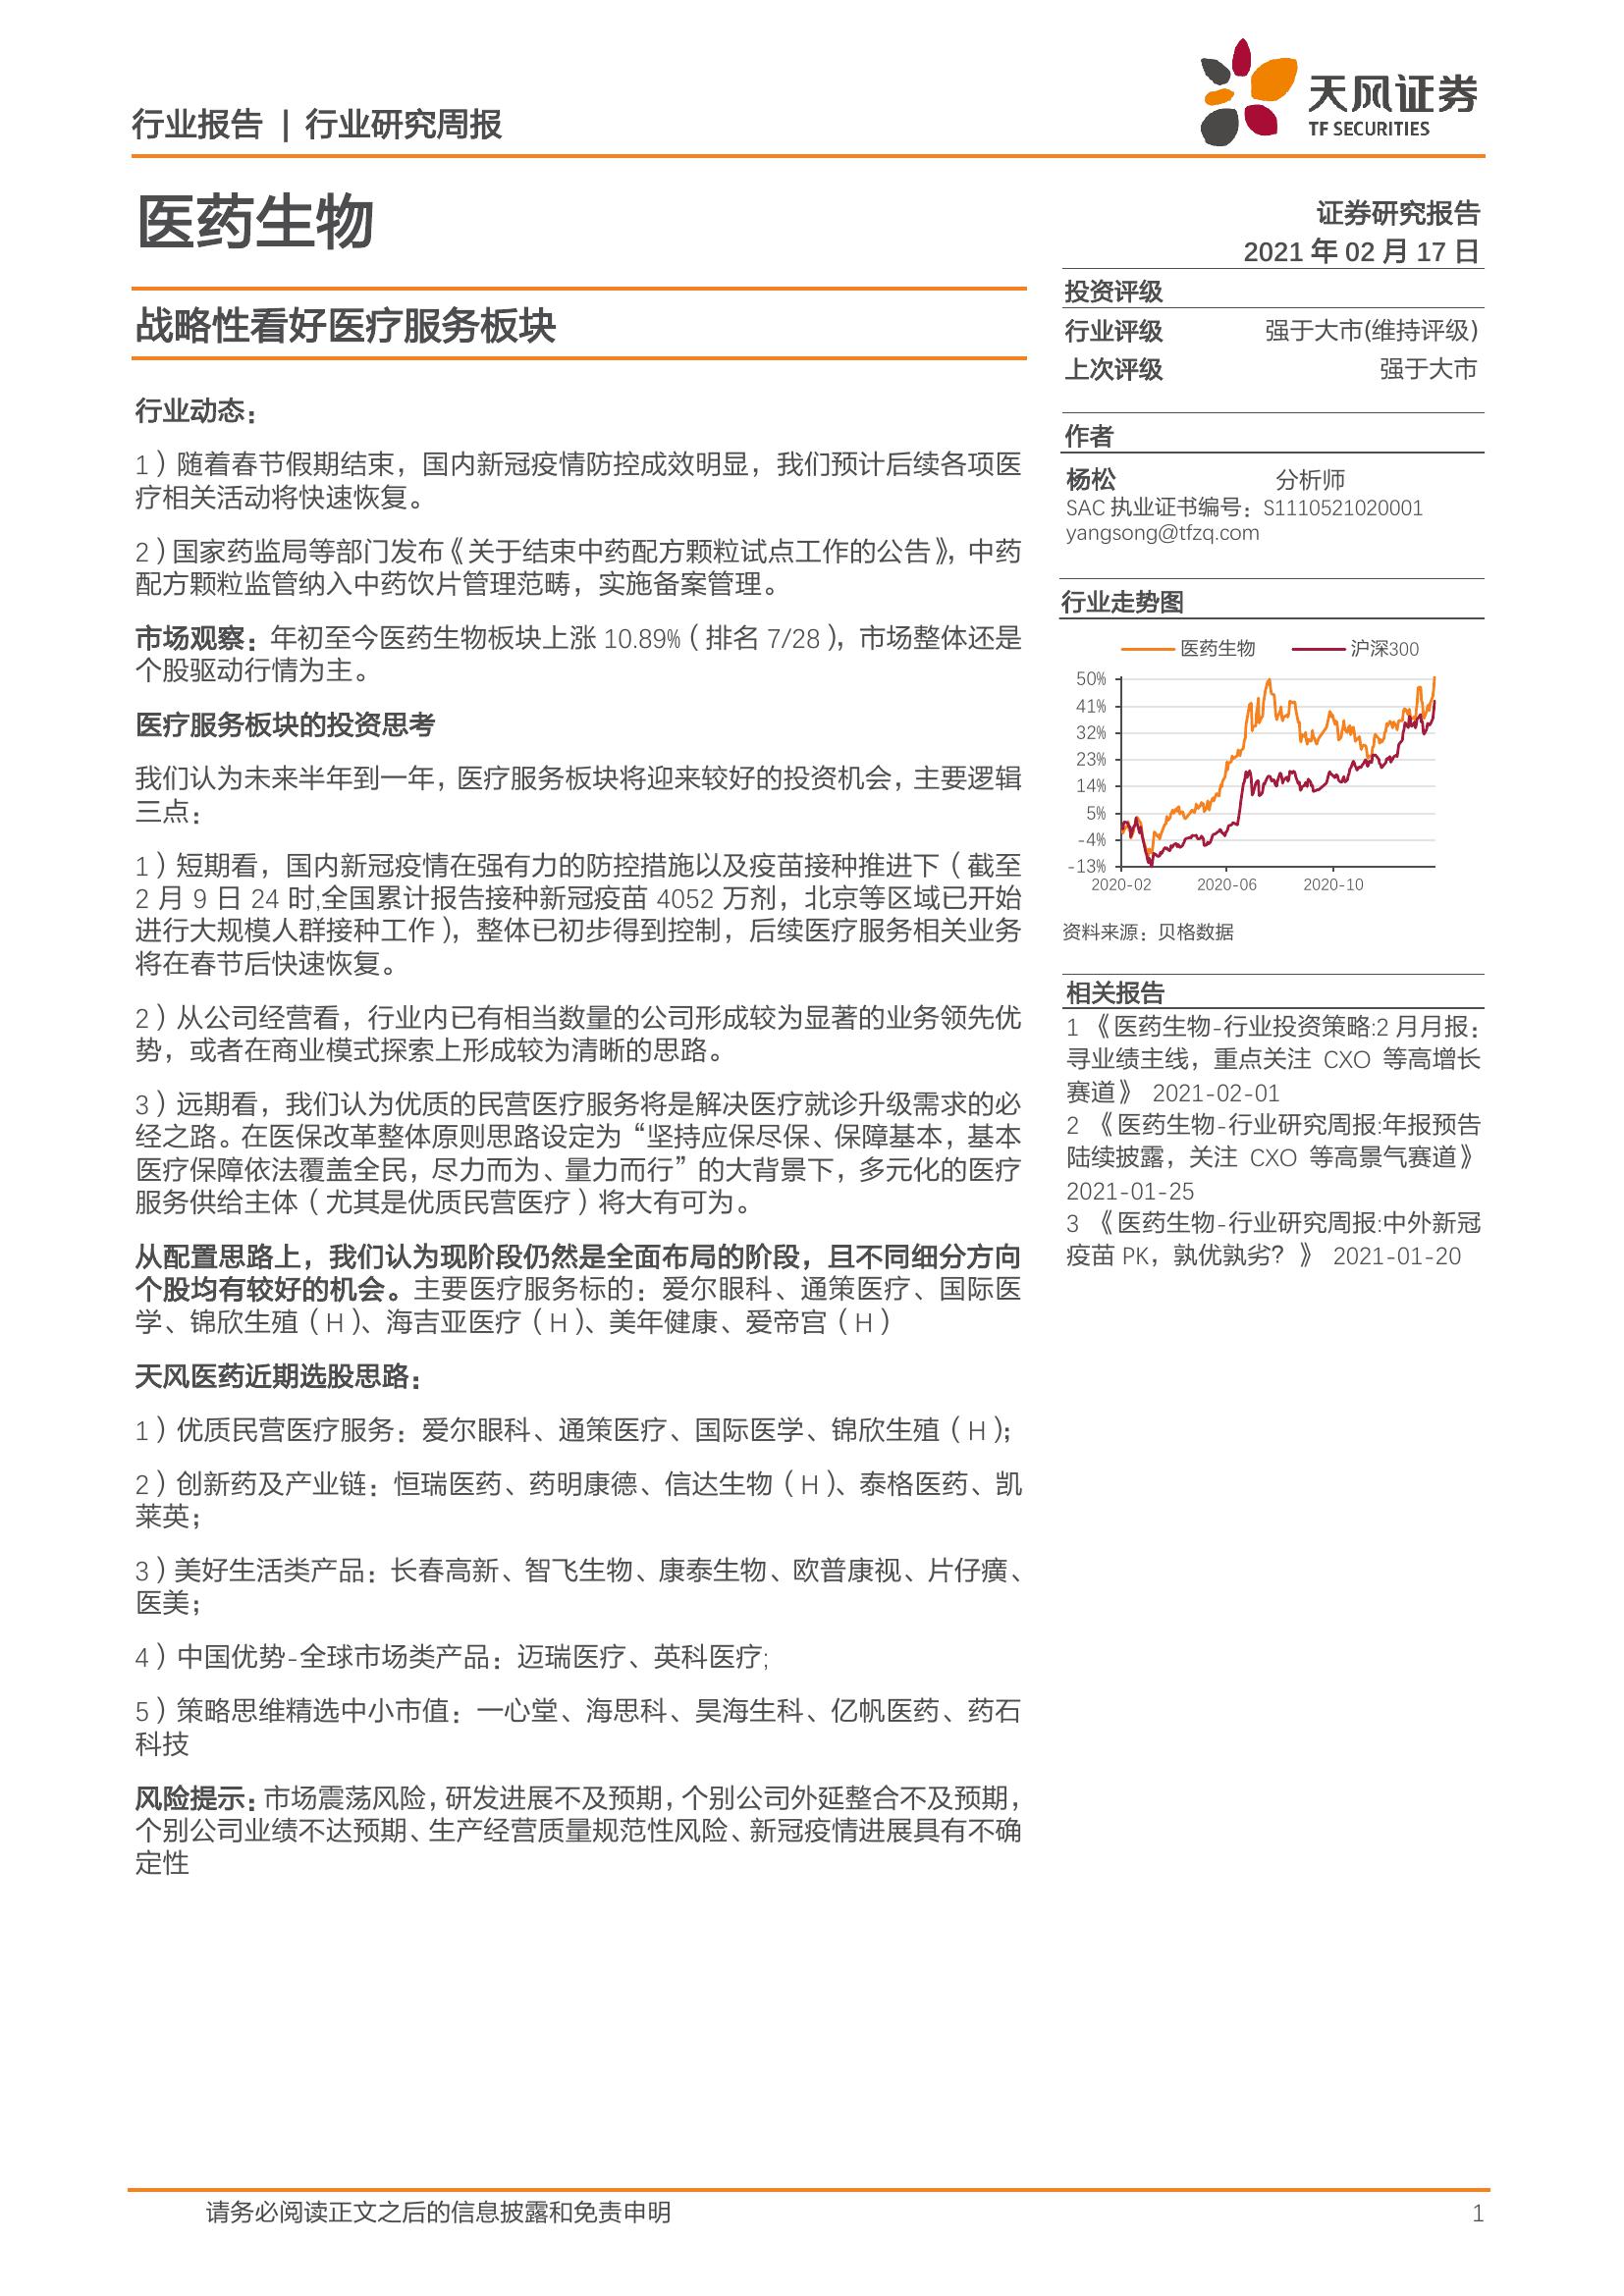 行业报告 | 行业研究周报
天风证券
TF SECURITIES
医药生物
证券研究报告
2021 年 02 月 17 日
战略性看好医疗服务板块
行业动态：
1）随着春节假期结束，国内新冠疫情防控成效明显，我们预计后续各项医
疗相关活动将快速恢复。
2）国家药监局等部门发布《关于结束中药配方颗粒试点工作的公告》，中药
配方颗粒监管纳入中药饮片管理范畴，实施备案管理。
市场观察：年初至今医药生物板块上涨 10.89%（排名 7/28），市场整体还是
个股驱动行情为主。
医疗服务板块的投资思考
我们认为未来半年到一年，医疗服务板块将迎来较好的投资机会，主要逻辑
三点：
1）短期看，国内新冠疫情在强有力的防控措施以及疫苗接种推进下（截至
2 月 9 日 24 时,全国累计报告接种新冠疫苗 4052 万剂，北京等区域已开始
进行大规模人群接种工作），整体已初步得到控制，后续医疗服务相关业务
将在春节后快速恢复。
2）从公司经营看，行业内已有相当数量的公司形成较为显著的业务领先优
势，或者在商业模式探索上形成较为清晰的思路。
3）远期看，我们认为优质的民营医疗服务将是解决医疗就诊升级需求的必
经之路。在医保改革整体原则思路设定为“坚持应保尽保、保障基本，基本
医疗保障依法覆盖全民，尽力而为、量力而行”的大背景下，多元化的医疗
服务供给主体（尤其是优质民营医疗）将大有可为。
从配置思路上，我们认为现阶段仍然是全面布局的阶段，且不同细分方向
个股均有较好的机会。主要医疗服务标的：爱尔眼科、通策医疗、国际医
学、锦欣生殖（H）、海吉亚医疗（H）、美年健康、爱帝宫（H）
天风医药近期选股思路：
1）优质民营医疗服务：爱尔眼科、通策医疗、国际医学、锦欣生殖（H）；
2）创新药及产业链：恒瑞医药、药明康德、信达生物（H）、泰格医药、凯
莱英；
3）美好生活类产品：长春高新、智飞生物、康泰生物、欧普康视、片仔癀、
医美；
4）中国优势-全球市场类产品：迈瑞医疗、英科医疗;
5）策略思维精选中小市值：一心堂、海思科、昊海生科、亿帆医药、药石
科技
风险提示：市场震荡风险，研发进展不及预期，个别公司外延整合不及预期，
个别公司业绩不达预期、生产经营质量规范性风险、新冠疫情进展具有不确
定性
投资评级
行业评级 强于大市(维持评级)
上次评级 强于大市
作者
杨松 分析师
SAC 执业证书编号：S1110521020001
yangsong@tfzq.com
行业走势图
医药生物 沪深300
50%
41%
32%
23%
14%
5%
-4%
-13%
2020-02 2020-06 2020-10
资料来源：贝格数据
相关报告
1 《医药生物-行业投资策略:2 月月报：
寻业绩主线，重点关注 CXO 等高增长
赛道》 2021-02-01
2 《医药生物-行业研究周报:年报预告
陆续披露，关注 CXO 等高景气赛道》
2021-01-25
3 《医药生物-行业研究周报:中外新冠
疫苗 PK，孰优孰劣？》 2021-01-20
请务必阅读正文之后的信息披露和免责申明 1